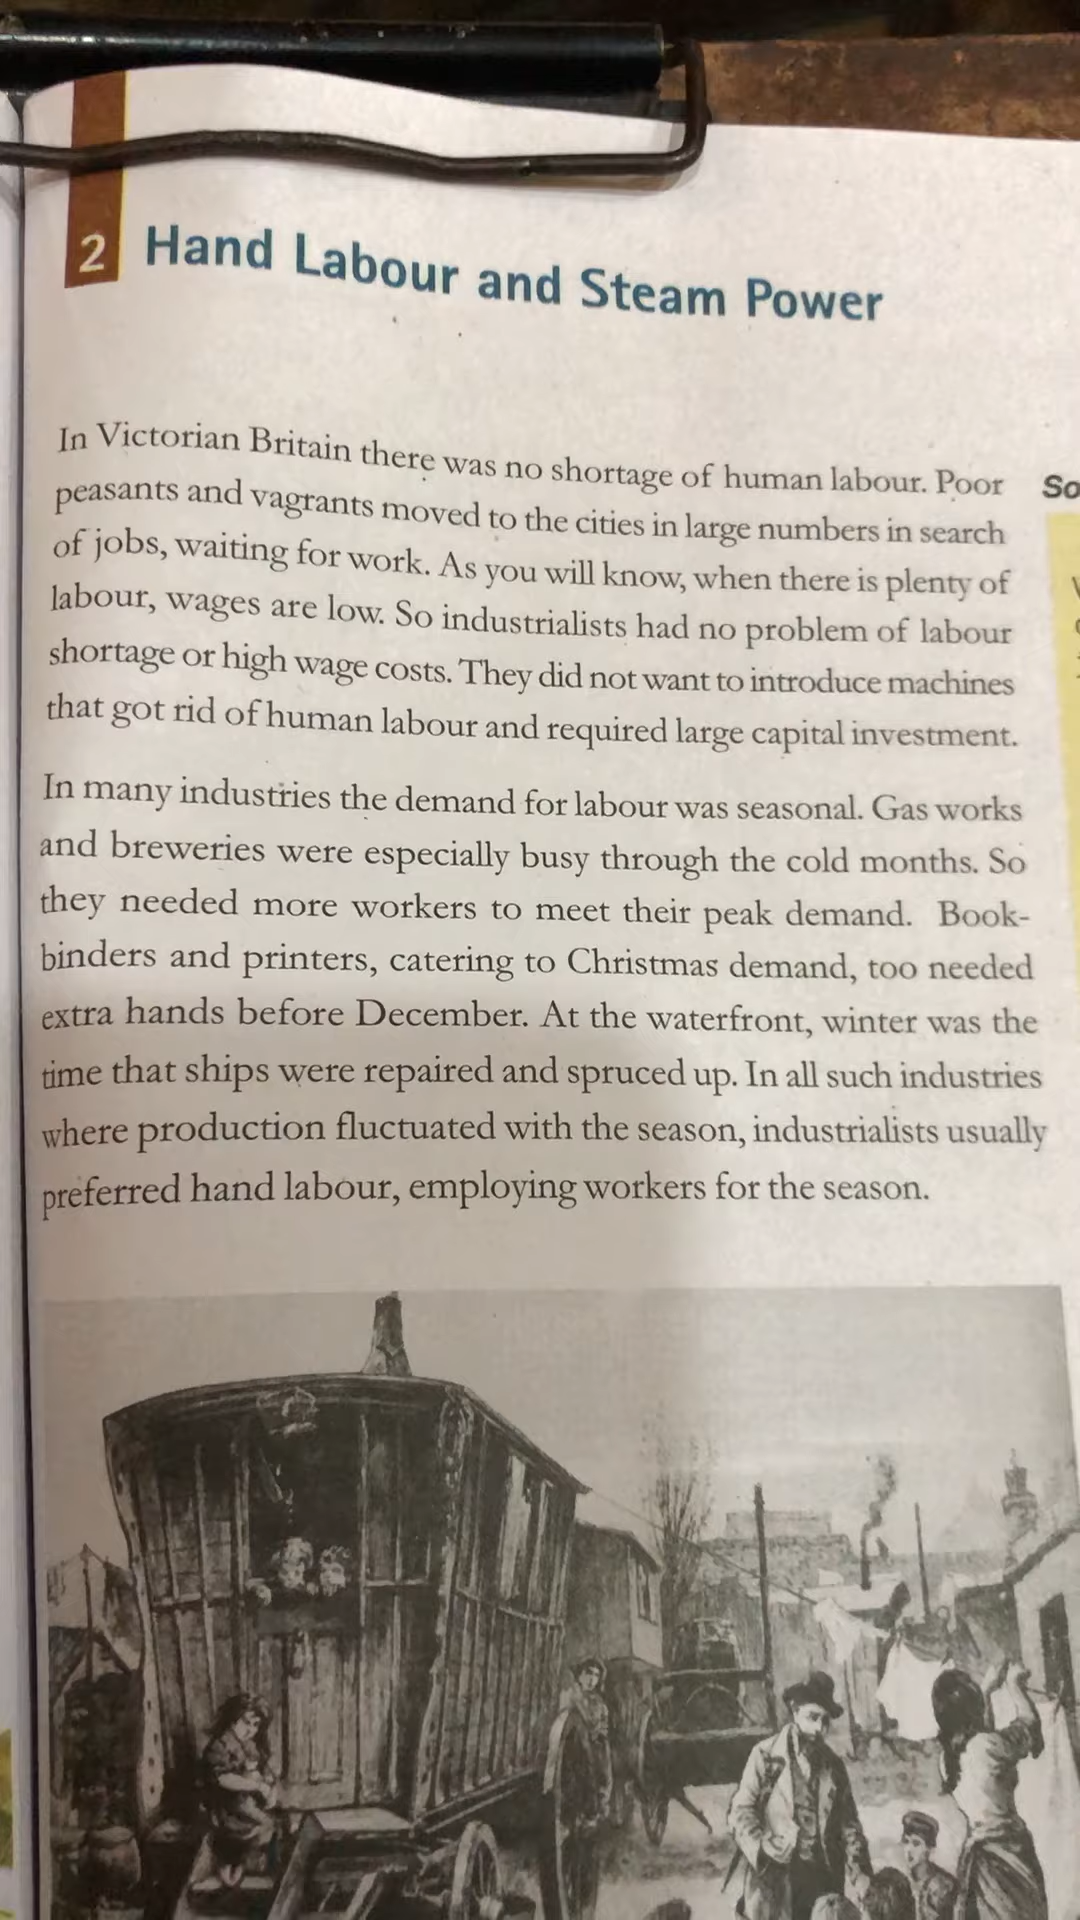 2 Hand Labour and Steam Power
In Victorian Britain there was no shortage of human labour. Poor
peasants and vagrants moved to the cities in large numbers in search
of jobs, waiting for work. As you will know, when there is plenty of
labour, wages are low. So industrialists had no problem of labour
shortage or high wage costs. They did not want to introduce machines
that got rid of human labour and required large capital investment.
In many industries the demand for labour was seasonal. Gas works
and breweries were especially busy through the cold months. So
they needed more workers to meet their peak demand. Book-
binders and printers, catering to Christmas demand, too needed
extra hands before December. At the waterfront, winter was the
time that ships were repaired and spruced up. In all such industries
where production fluctuated with the season, industrialists usually
preferred hand labour, employing workers for the season.
So